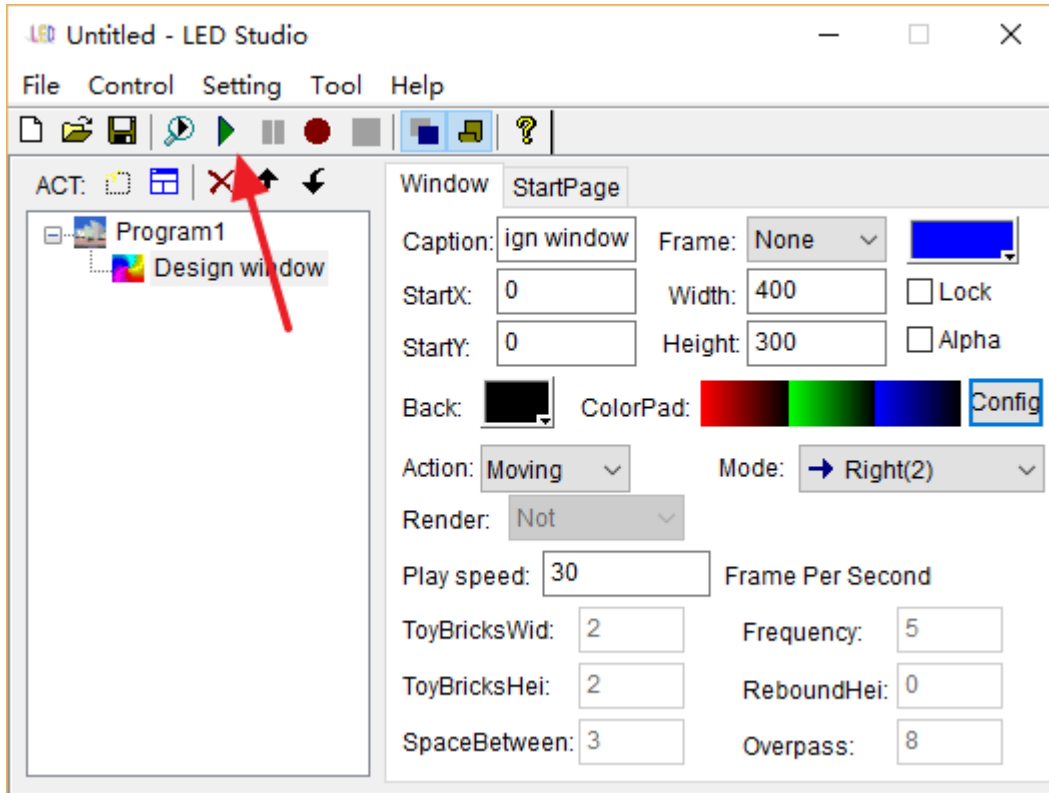 LED Untitled - LED Studio
File Control Setting Tool Help
ACT:
Program1
Design window
Window StartPage
Caption: ign window Frame: None
StartX: 0 Width: 400 Lock
StartY: 0 Height: 300 Alpha
Back: ColorPad: Config
Action: Moving Mode: Right(2)
Render: Not
Play speed: 30 Frame Per Second
ToyBricksWid: 2 Frequency: 5
ToyBricksHei: 2 ReboundHei: 0
SpaceBetween: 3 Overpass: 8